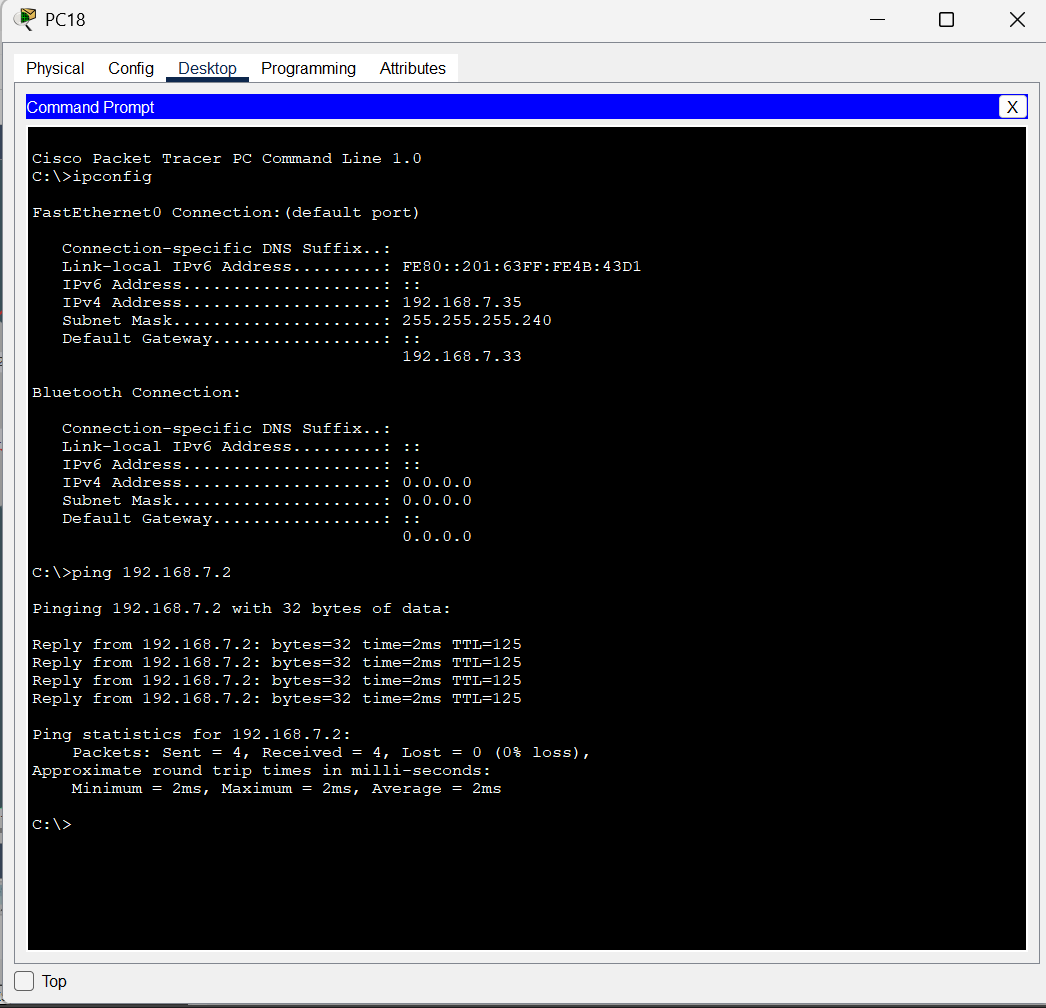 PC18
Physical Config Desktop Programming Attributes
Command Prompt X
Cisco Packet Tracer PC Command Line 1.0
C:\>ipconfig
FastEthernet0 Connection:(default port)
Connection-specific DNS Suffix..:
Link-local IPv6 Address.........: FE80::201:63FF:FE4B:43D1
IPv6 Address....................: ::
IPv4 Address....................: 192.168.7.35
Subnet Mask.....................: 255.255.255.240
Default Gateway.................: ::
192.168.7.33
Bluetooth Connection:
Connection-specific DNS Suffix..:
Link-local IPv6 Address.........: ::
IPv6 Address....................: ::
IPv4 Address....................: 0.0.0.0
Subnet Mask.....................: 0.0.0.0
Default Gateway.................: ::
0.0.0.0
C:\>ping 192.168.7.2
Pinging 192.168.7.2 with 32 bytes of data:
Reply from 192.168.7.2: bytes=32 time=2ms TTL=125
Reply from 192.168.7.2: bytes=32 time=2ms TTL=125
Reply from 192.168.7.2: bytes=32 time=2ms TTL=125
Reply from 192.168.7.2: bytes=32 time=2ms TTL=125
Ping statistics for 192.168.7.2:
Packets: Sent = 4, Received = 4, Lost = 0 (0% loss),
Approximate round trip times in milli-seconds:
Minimum = 2ms, Maximum = 2ms, Average = 2ms
C:\>
Top